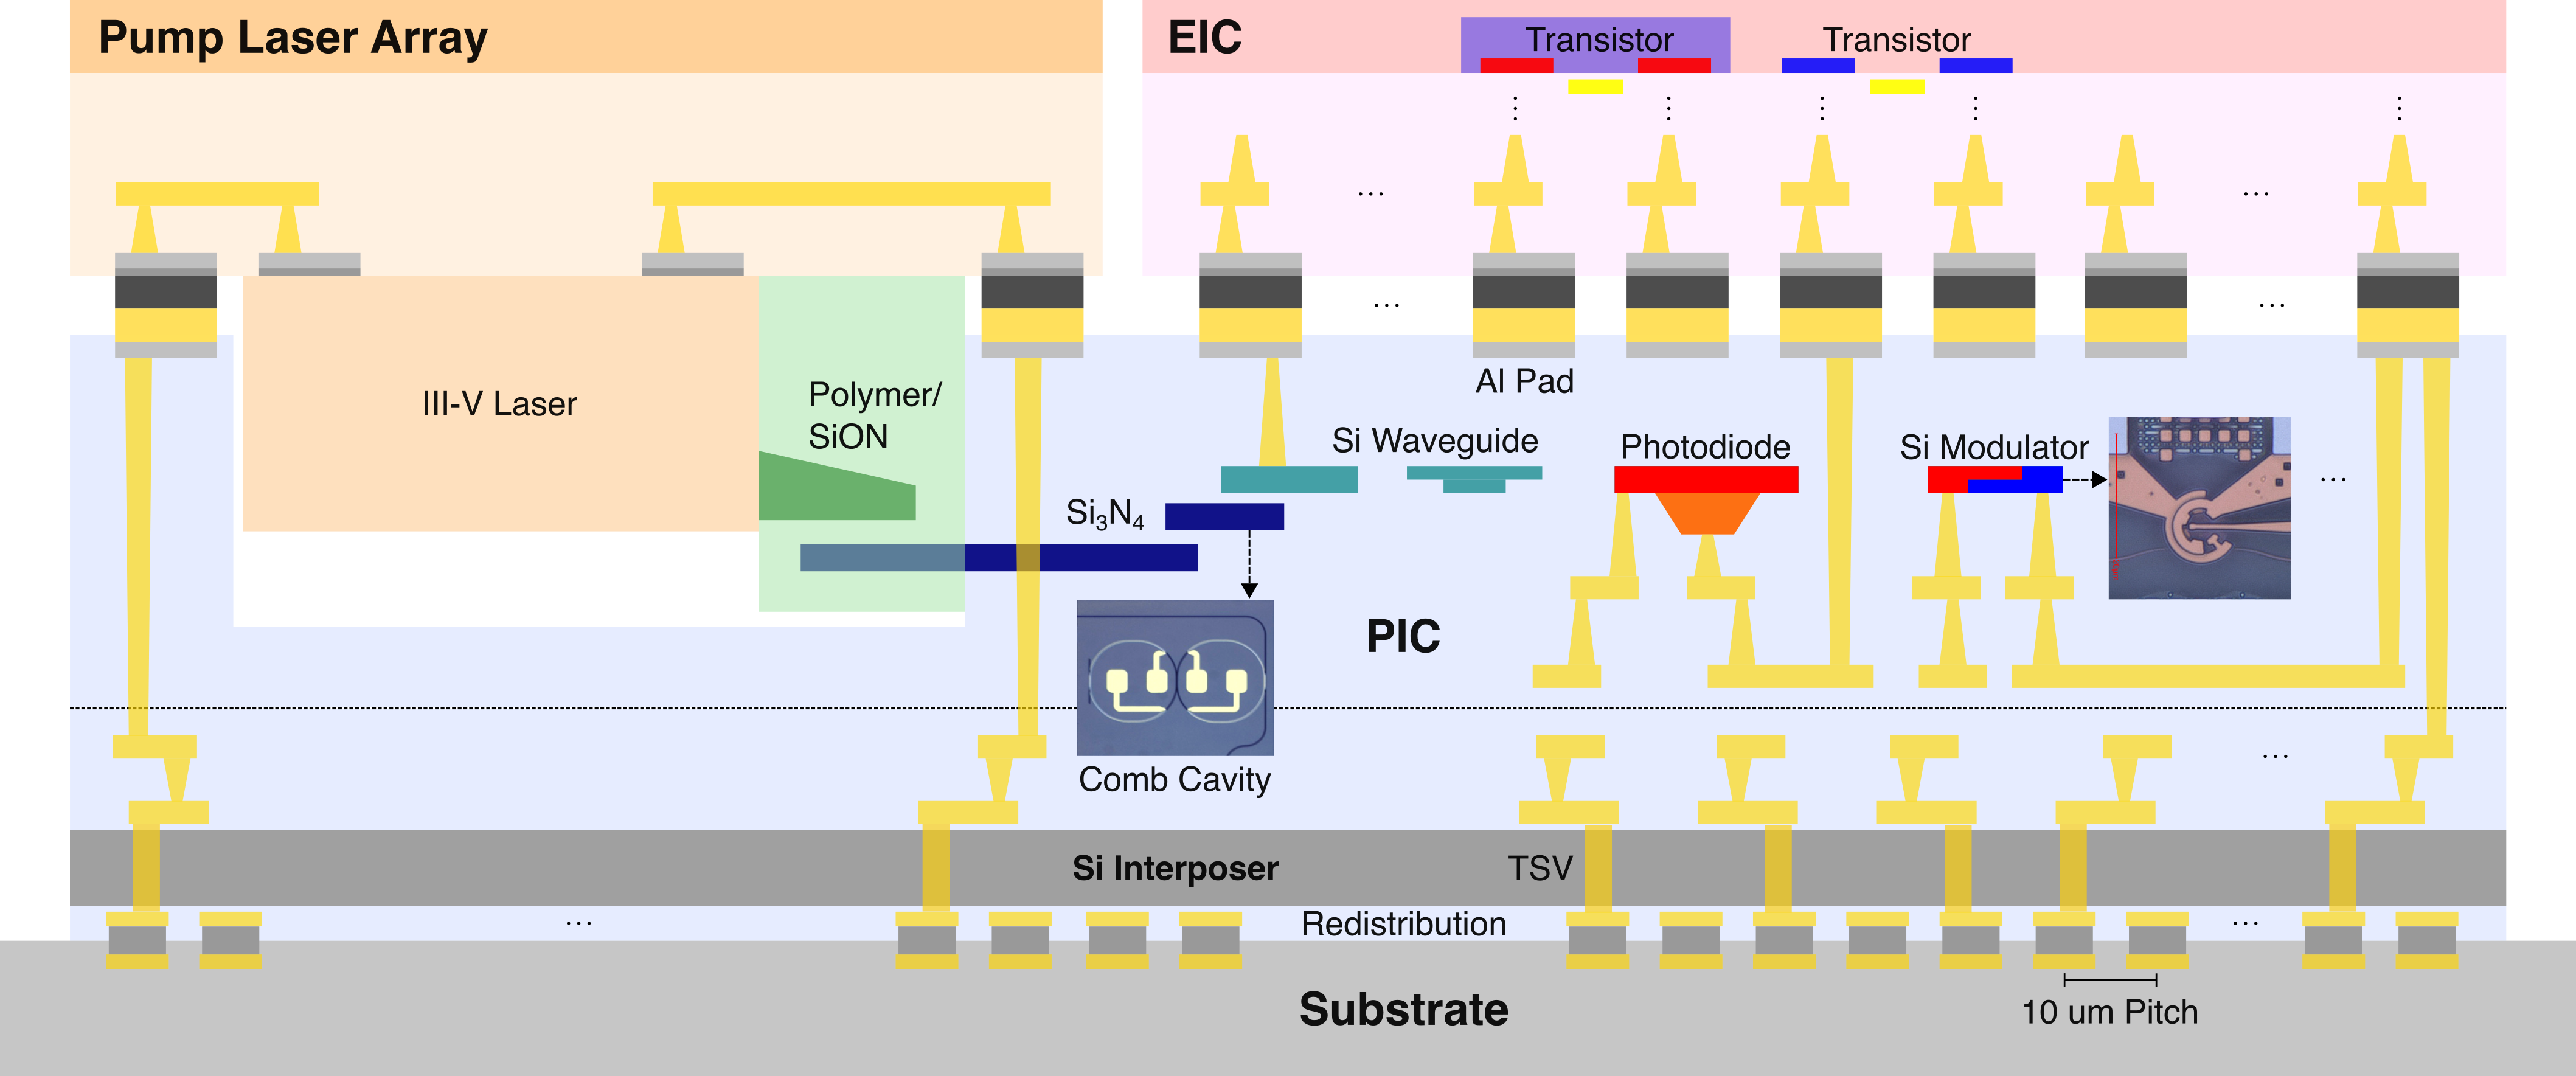 Pump Laser Array
EIC
Transistor
Transistor
...
...
...
...
III-V Laser
Polymer/
SiON
Al Pad
Si Waveguide
Photodiode
Si Modulator
...
Si₃N₄
PIC
Comb Cavity
...
Si Interposer
TSV
...
Redistribution
...
Substrate
10 um Pitch